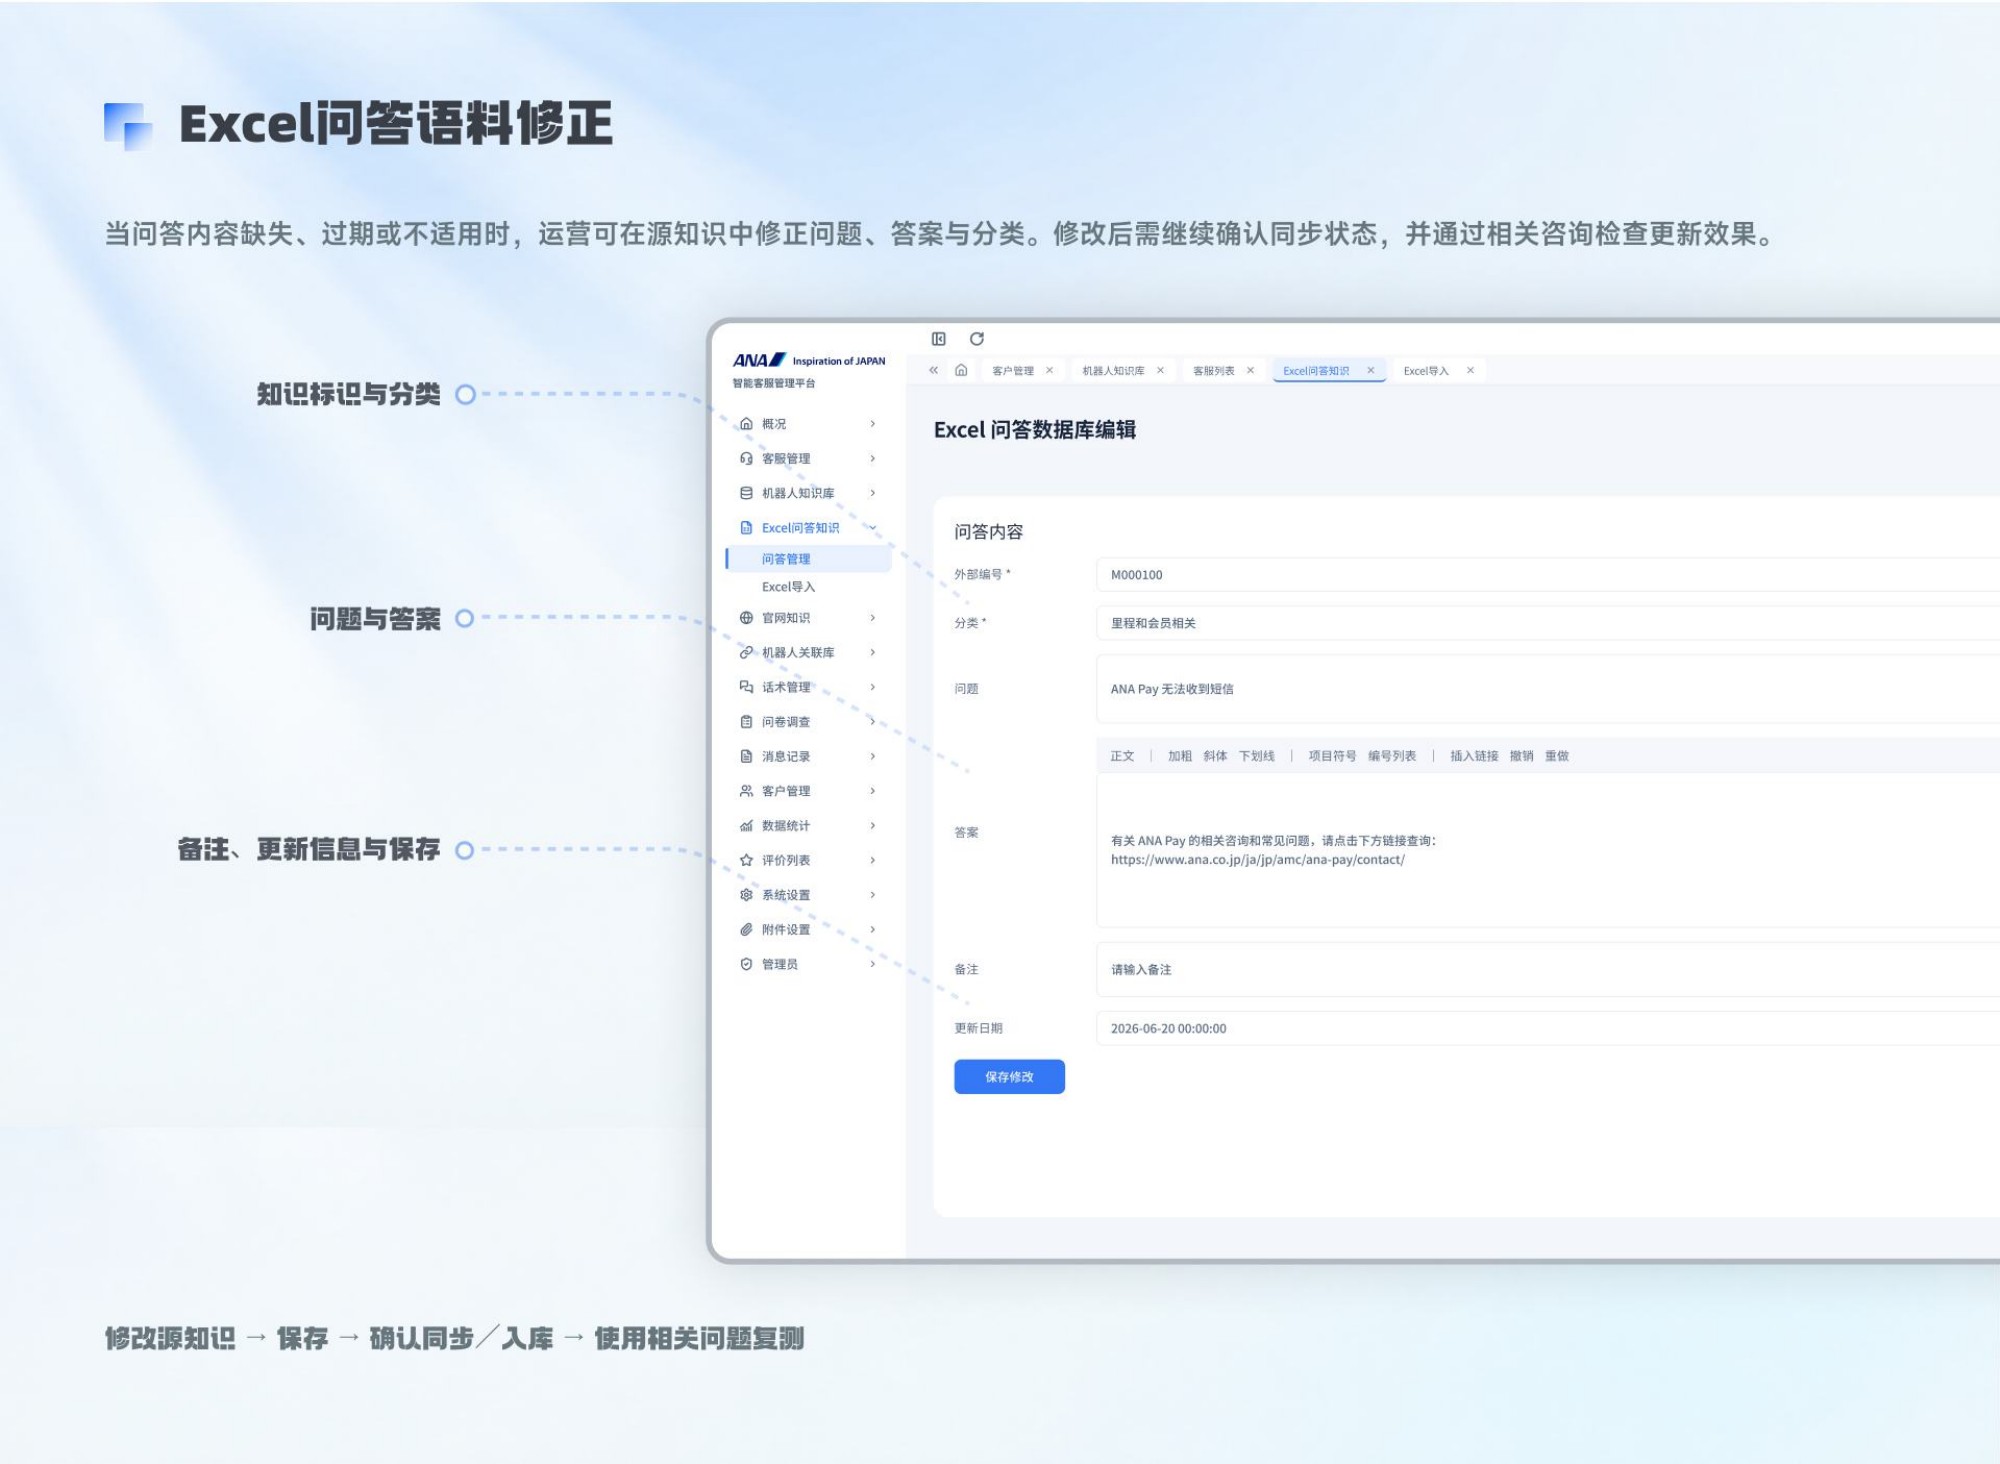 Excel问答语料修正
当问答内容缺失、过期或不适用时，运营可在源知识中修正问题、答案与分类。修改后需继续确认同步状态，并通过相关咨询检查更新效果。
知识标识与分类
问题与答案
备注、更新信息与保存
ANA Inspiration of JAPAN
智能客服管理平台
概况
客服管理
机器人知识库
Excel问答知识
问答管理
Excel导入
官网知识
机器人关联库
话术管理
问卷调查
消息记录
客户管理
数据统计
评价列表
系统设置
附件设置
管理员
客户管理 × 机器人知识库 × 客服列表 × Excel问答知识 × Excel导入 ×
Excel 问答数据库编辑
问答内容
外部编号 * M000100
分类 * 里程和会员相关
问题 ANA Pay 无法收到短信
正文 | 加粗 斜体 下划线 | 项目符号 编号列表 | 插入链接 撤销 重做
答案
有关 ANA Pay 的相关咨询和常见问题，请点击下方链接查询：
https://www.ana.co.jp/ja/jp/amc/ana-pay/contact/
备注 请输入备注
更新日期 2026-06-20 00:00:00
保存修改
修改源知识 → 保存 → 确认同步／入库 → 使用相关问题复测